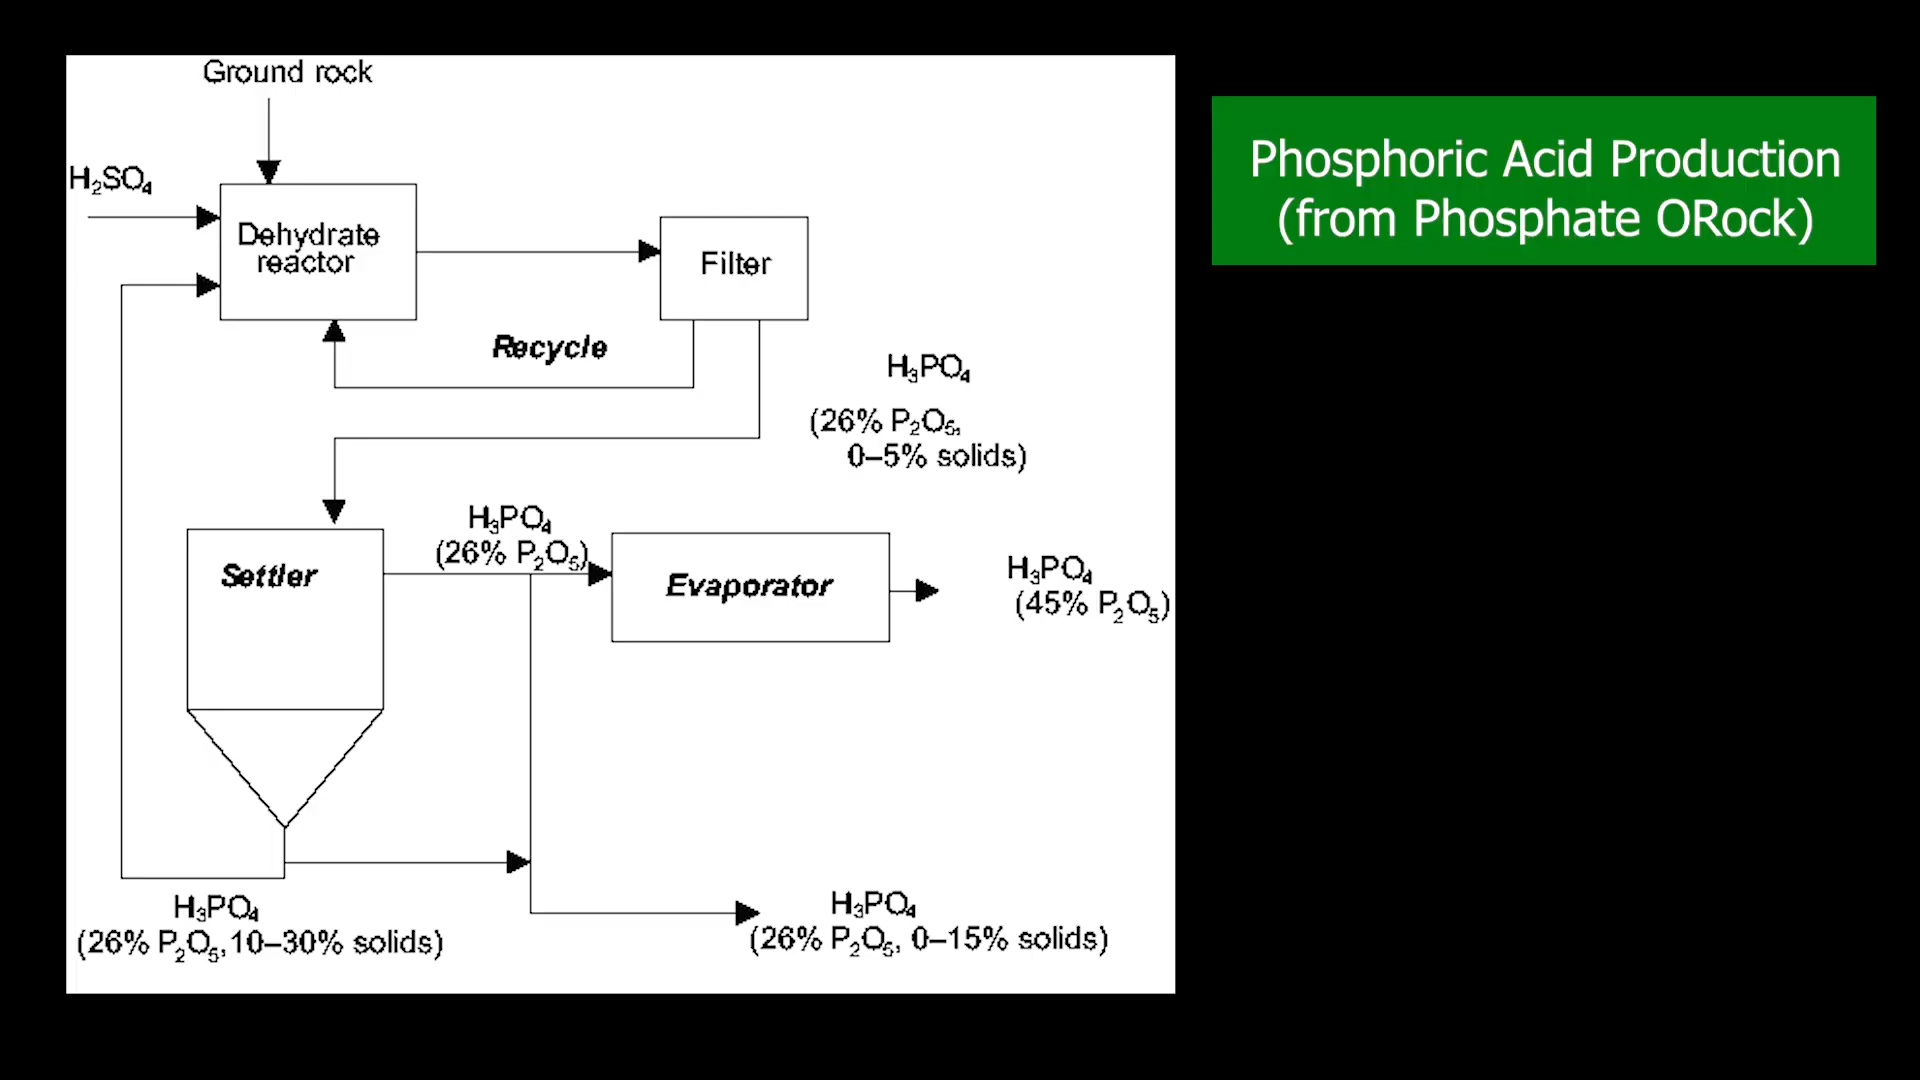 Ground rock
H₂SO₄
Dehydrate
reactor
Filter
Recycle
H₃PO₄
(26% P₂O₅,
0–5% solids)
H₃PO₄
(26% P₂O₅)
Settler
Evaporator
H₃PO₄
(45% P₂O₅)
H₃PO₄
(26% P₂O₅, 10–30% solids)
H₃PO₄
(26% P₂O₅, 0–15% solids)
Phosphoric Acid Production
(from Phosphate ORock)